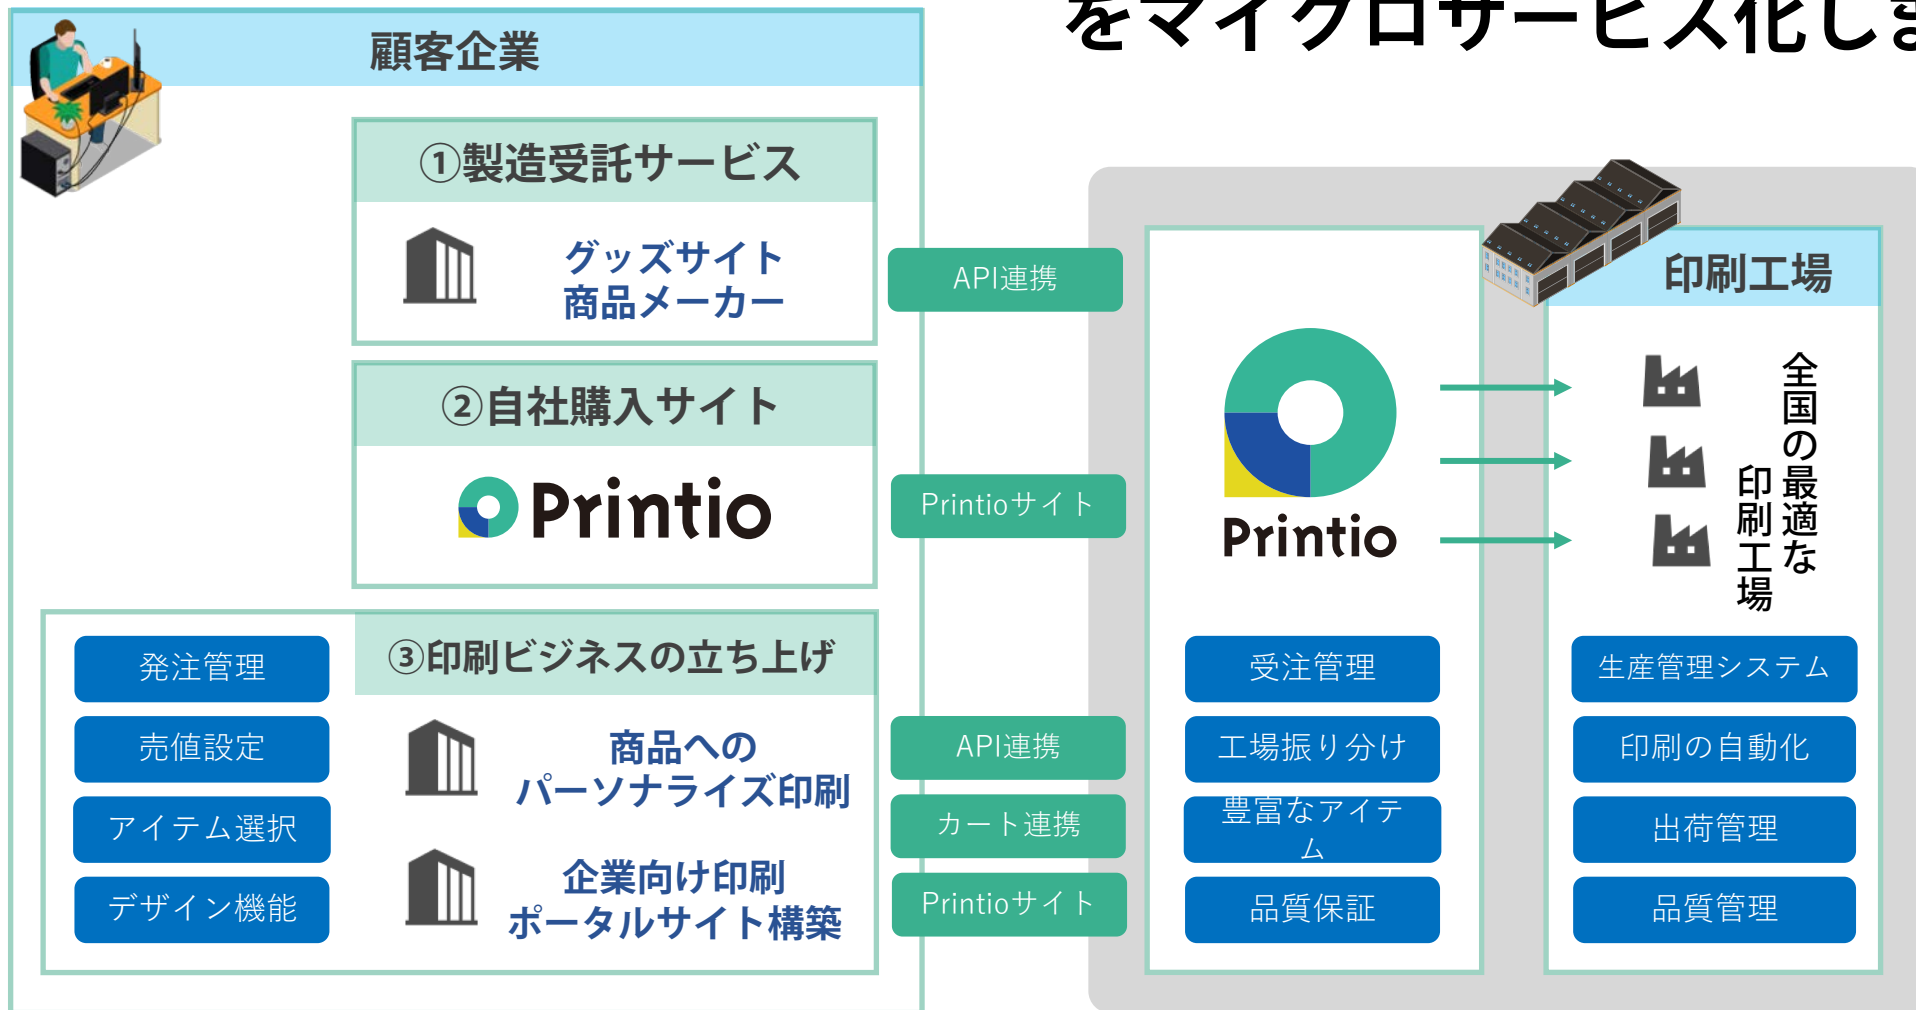 をマイクロサービス化しま
顧客企業
①製造受託サービス
グッズサイト
商品メーカー
②自社購入サイト
Printio
③印刷ビジネスの立ち上げ
発注管理
売値設定
アイテム選択
デザイン機能
商品への
パーソナライズ印刷
企業向け印刷
ポータルサイト構築
API連携
Printioサイト
API連携
カート連携
Printioサイト
Printio
受注管理
工場振り分け
豊富なアイテ
ム
品質保証
印刷工場
全国の最適な
印刷工場
生産管理システム
印刷の自動化
出荷管理
品質管理